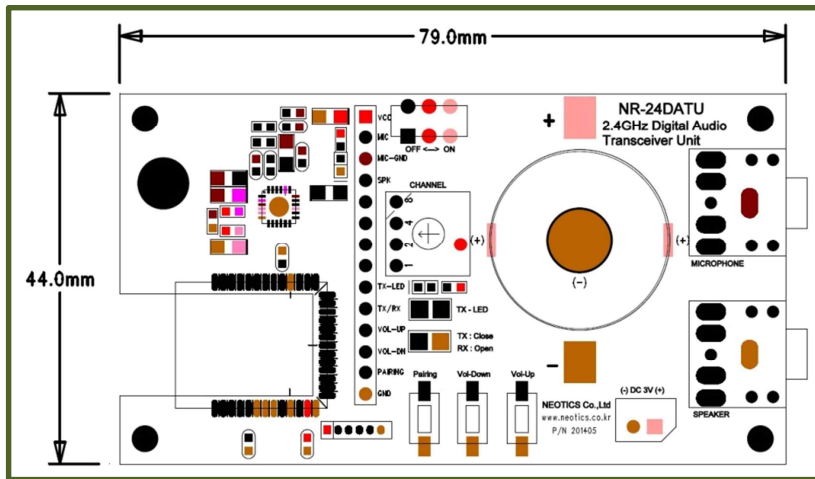 79.0mm
44.0mm
NR-24DATU
2.4GHz Digital Audio
Transceiver Unit
+
VCC
MIC
MIC-GND
SPK
TX-LED
TX/RX
VOL-UP
VOL-DN
PAIRING
GND
OFF <-> ON
CHANNEL
8
4
2
1
TX-LED
TX : Close
RX : Open
(+)
(+)
(-)
MICROPHONE
-
Pairing
Vol-Down
Vol-Up
NEOTICS Co.,Ltd
www.neotics.co.kr
P/N 201405
(-) DC 3V (+)
SPEAKER